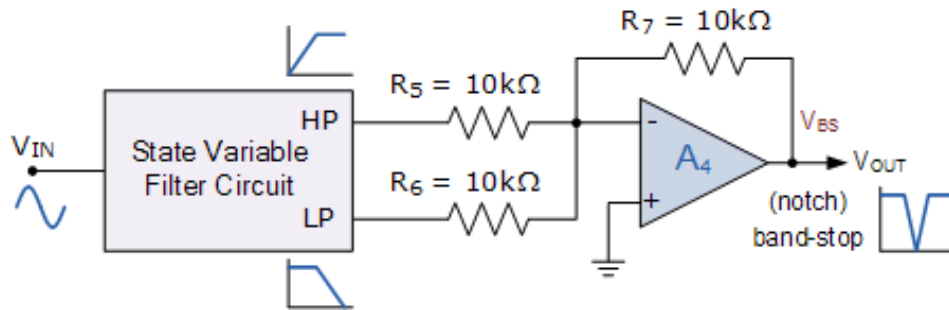 R₇ = 10kΩ
R₅ = 10kΩ
HP
VIN
State Variable
Filter Circuit
R₆ = 10kΩ
LP
-
+
A₄
VBS
VOUT
(notch)
band-stop